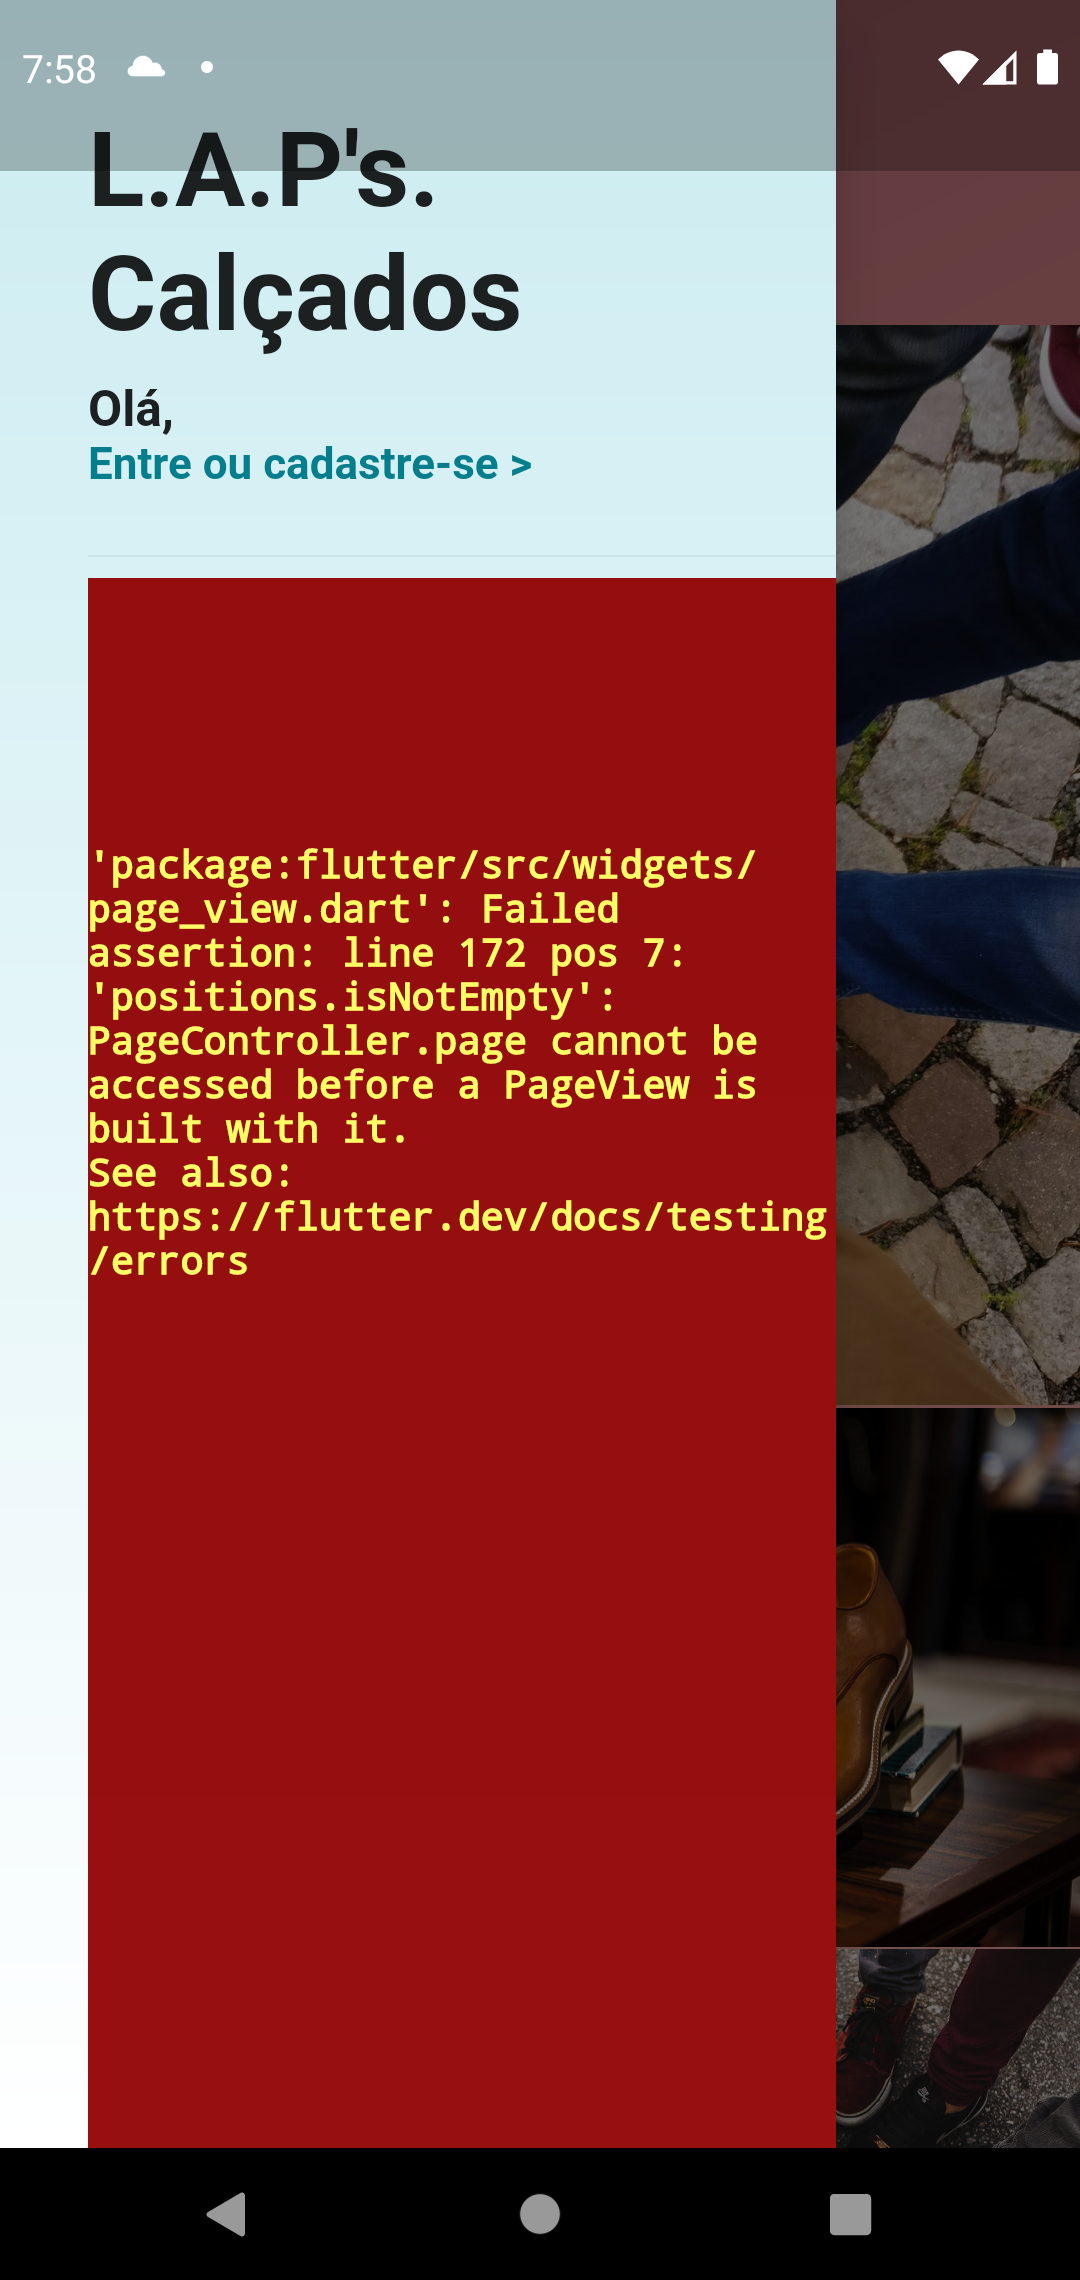 7:58
L.A.P's.
Calçados
Olá,
Entre ou cadastre-se >
'package:flutter/src/widgets/
page_view.dart': Failed
assertion: line 172 pos 7:
'positions.isNotEmpty':
PageController.page cannot be
accessed before a PageView is
built with it.
See also:
https://flutter.dev/docs/testing
/errors